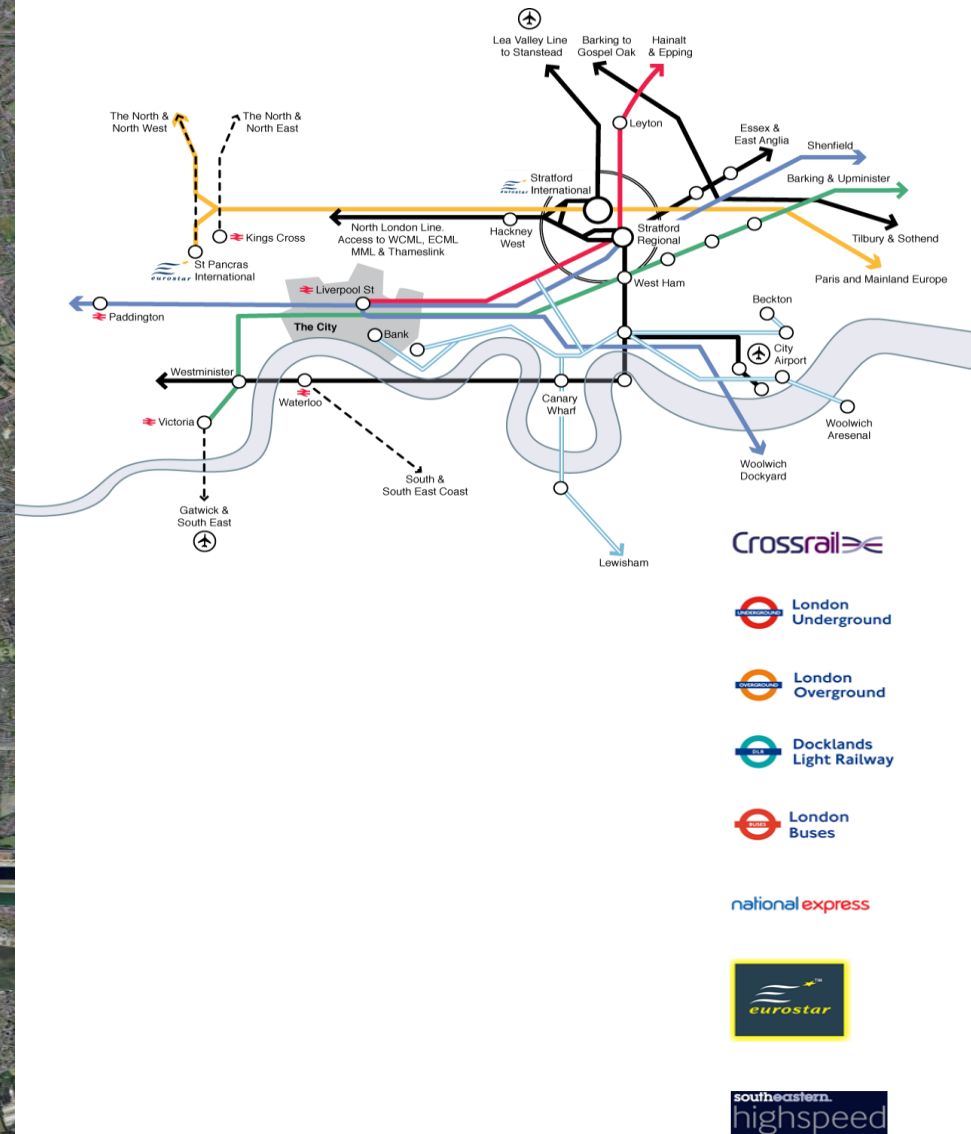 Lea Valley Line
to Stanstead
Barking to
Gospel Oak
Hainalt
& Epping
The North &
North West
The North &
North East
Leyton
Essex &
East Anglia
Shenfield
Barking & Upminister
Stratford
International
eurostar
Hackney
West
Stratford
Regional
North London Line.
Access to WCML, ECML
MML & Thameslink
Kings Cross
Tilbury & Sothend
St Pancras
International
eurostar
West Ham
Paris and Mainland Europe
Liverpool St
Paddington
The City
Bank
Beckton
City
Airport
Westminister
Waterloo
Canary
Wharf
Victoria
Woolwich
Aresenal
Woolwich
Dockyard
South &
South East Coast
Gatwick &
South East
Lewisham
Crossrail
UNDERGROUND
London
Underground
OVERGROUND
London
Overground
DLR
Docklands
Light Railway
BUSES
London
Buses
national express
eurostar™
southeastern.
highspeed